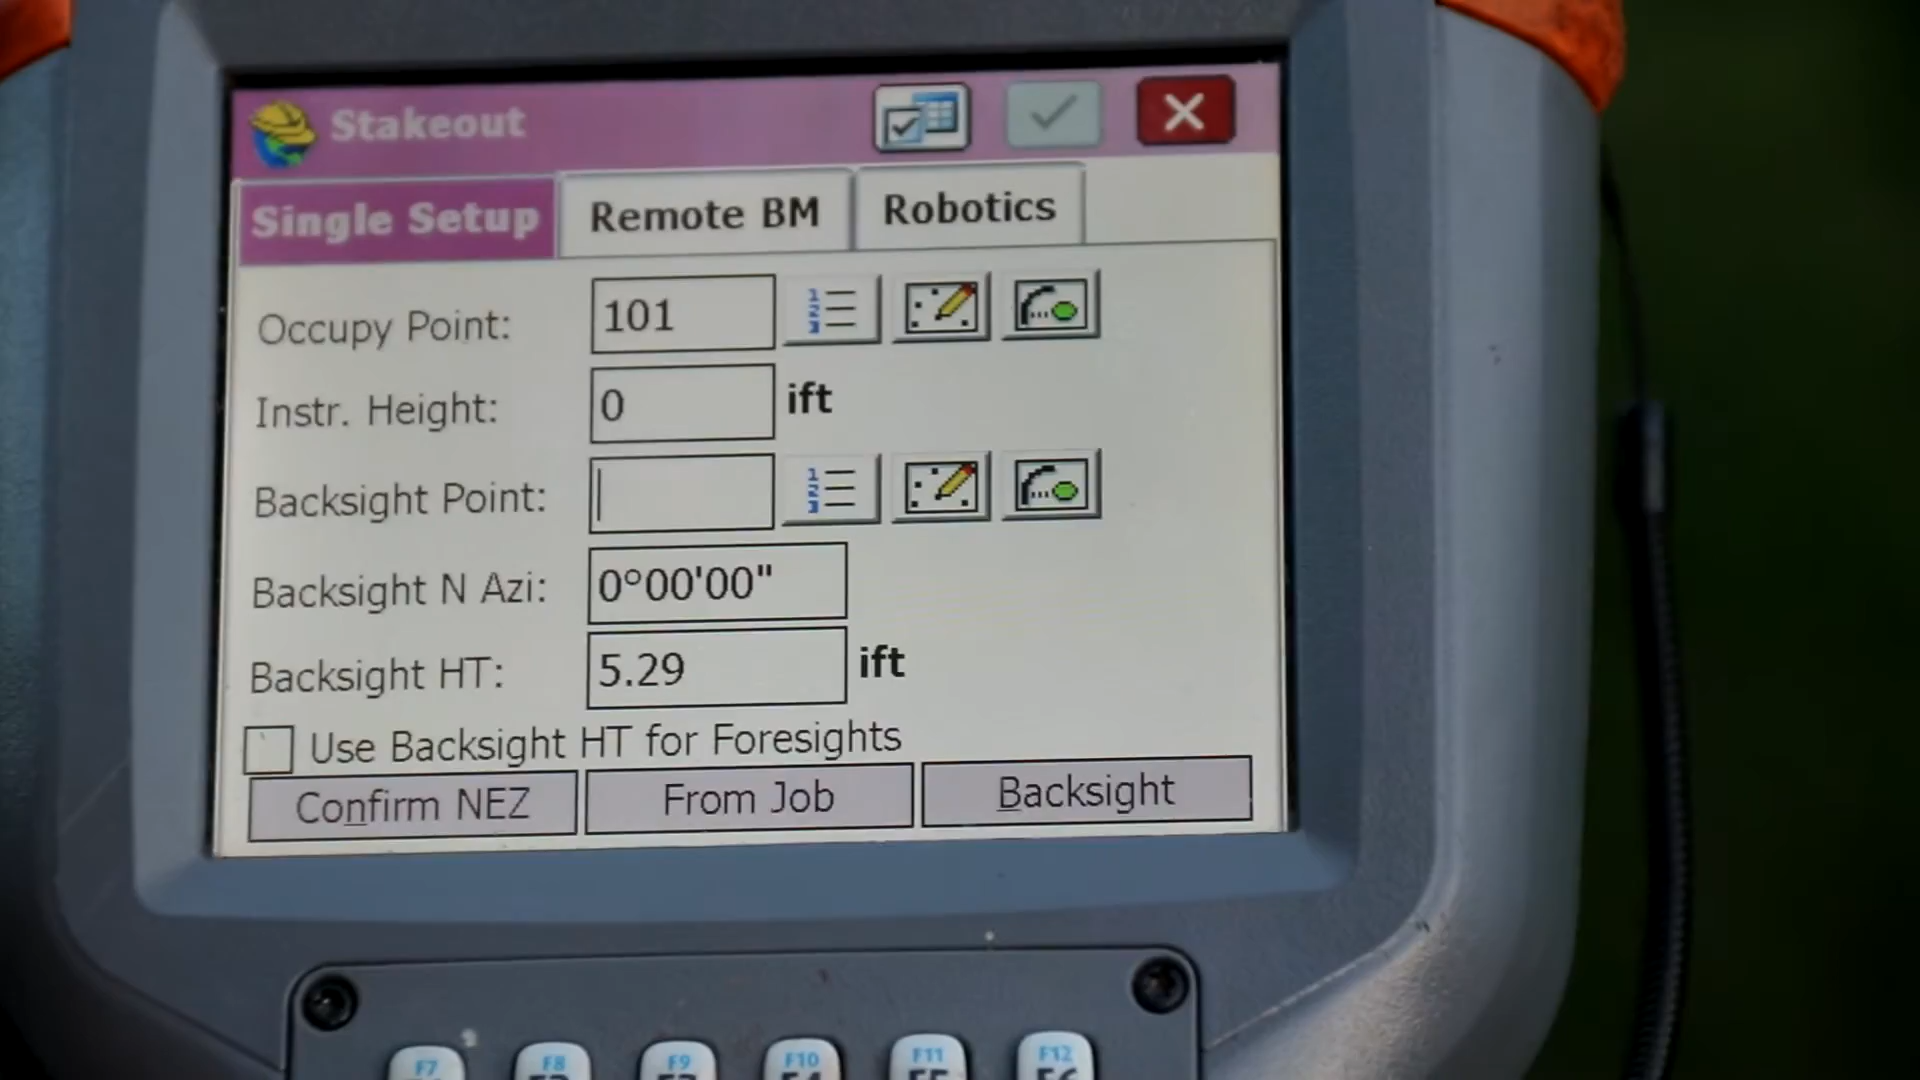 Stakeout
Single Setup Remote BM Robotics
Occupy Point: 101
Instr. Height: 0 ift
Backsight Point:
Backsight N Azi: 0°00'00"
Backsight HT: 5.29 ift
Use Backsight HT for Foresights
Confirm NEZ From Job Backsight
F7 F8 F9 F10 F11 F12